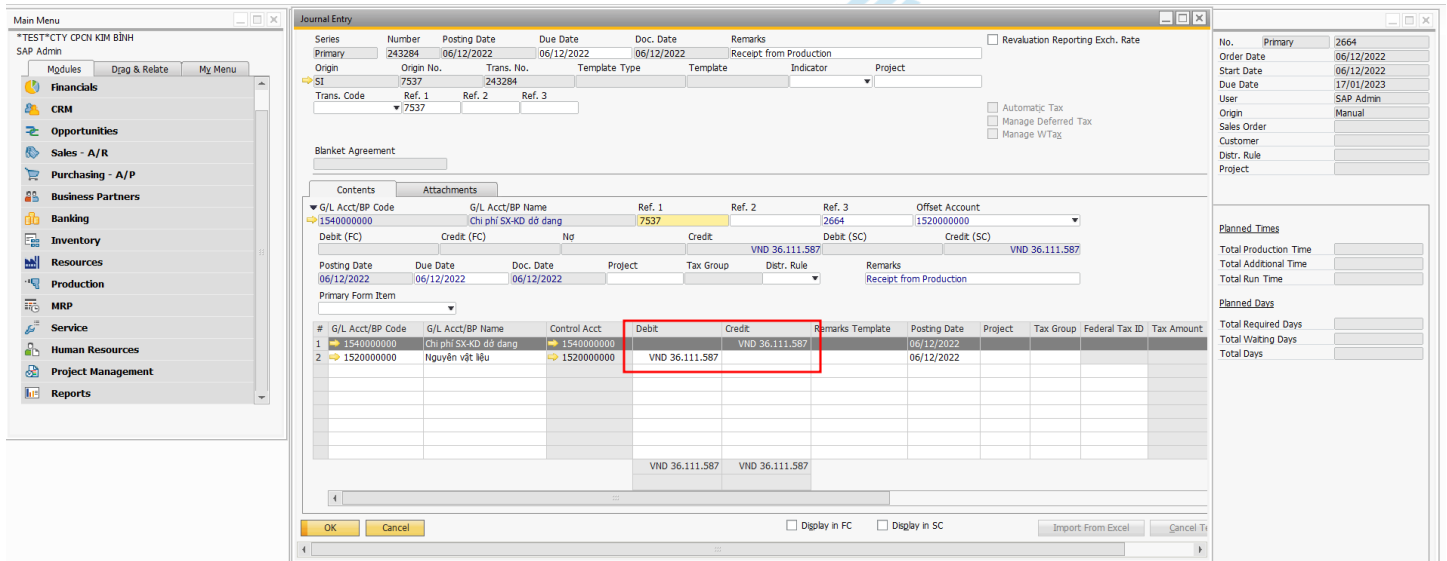 Main Menu
*TEST*CTY CPCN KIM BÌNH
SAP Admin
Modules Drag & Relate My Menu
Financials
CRM
Opportunities
Sales - A/R
Purchasing - A/P
Business Partners
Banking
Inventory
Resources
Production
MRP
Service
Human Resources
Project Management
Reports
Journal Entry
Series Number Posting Date Due Date Doc. Date Remarks
Primary 243284 06/12/2022 06/12/2022 06/12/2022 Receipt from Production
Origin Origin No. Trans. No. Template Type Template Indicator Project
SI 7537 243284
Trans. Code Ref. 1 Ref. 2 Ref. 3
7537
Blanket Agreement
Revaluation Reporting Exch. Rate
Automatic Tax
Manage Deferred Tax
Manage WTax
Contents Attachments
G/L Acct/BP Code G/L Acct/BP Name Ref. 1 Ref. 2 Ref. 3 Offset Account
1540000000 Chi phí SX-KD dở dang 7537 2664 1520000000
Debit (FC) Credit (FC) Nợ Credit Debit (SC) Credit (SC)
VND 36.111.587 VND 36.111.587
Posting Date Due Date Doc. Date Project Tax Group Distr. Rule Remarks
06/12/2022 06/12/2022 06/12/2022 Receipt from Production
Primary Form Item
# G/L Acct/BP Code G/L Acct/BP Name Control Acct Debit Credit Remarks Template Posting Date Project Tax Group Federal Tax ID Tax Amount
1 1540000000 Chi phí SX-KD dở dang 1540000000 VND 36.111.587 06/12/2022
2 1520000000 Nguyên vật liệu 1520000000 VND 36.111.587 06/12/2022
VND 36.111.587 VND 36.111.587
OK Cancel Display in FC Display in SC Import From Excel Cancel Te
No. Primary 2664
Order Date 06/12/2022
Start Date 06/12/2022
Due Date 17/01/2023
User SAP Admin
Origin Manual
Sales Order
Customer
Distr. Rule
Project
Planned Times
Total Production Time
Total Additional Time
Total Run Time
Planned Days
Total Required Days
Total Waiting Days
Total Days